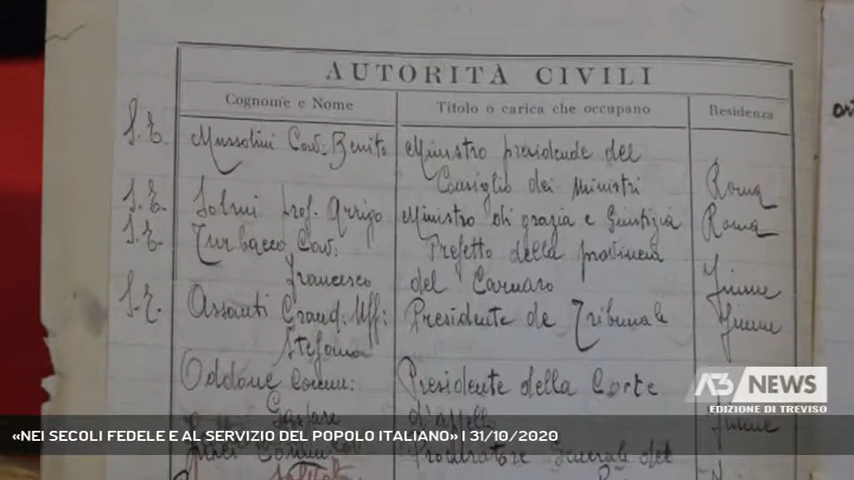 AUTORITÀ CIVILI
Cognome e Nome Titolo o carica che occupano Residenza
S.E. Mussolini Cav. Benito Ministro presidende del
Consiglio dei Ministri Roma
S.E. Solmi prof. Arrigo Ministro di grazia e Giustizia Roma
S.E. Turbacco Cav. Prefetto della provincia
Francesco del Carnaro Fiume
S.E. Assanti Grand. Uff: Presidente de Tribunale Fiume
Stefano
Oddone Comm: Presidente della Corte
Gaspare d'appello Fiume
Procuratore Generale del
A3 NEWS
EDIZIONE DI TREVISO
«NEI SECOLI FEDELE E AL SERVIZIO DEL POPOLO ITALIANO» | 31/10/2020